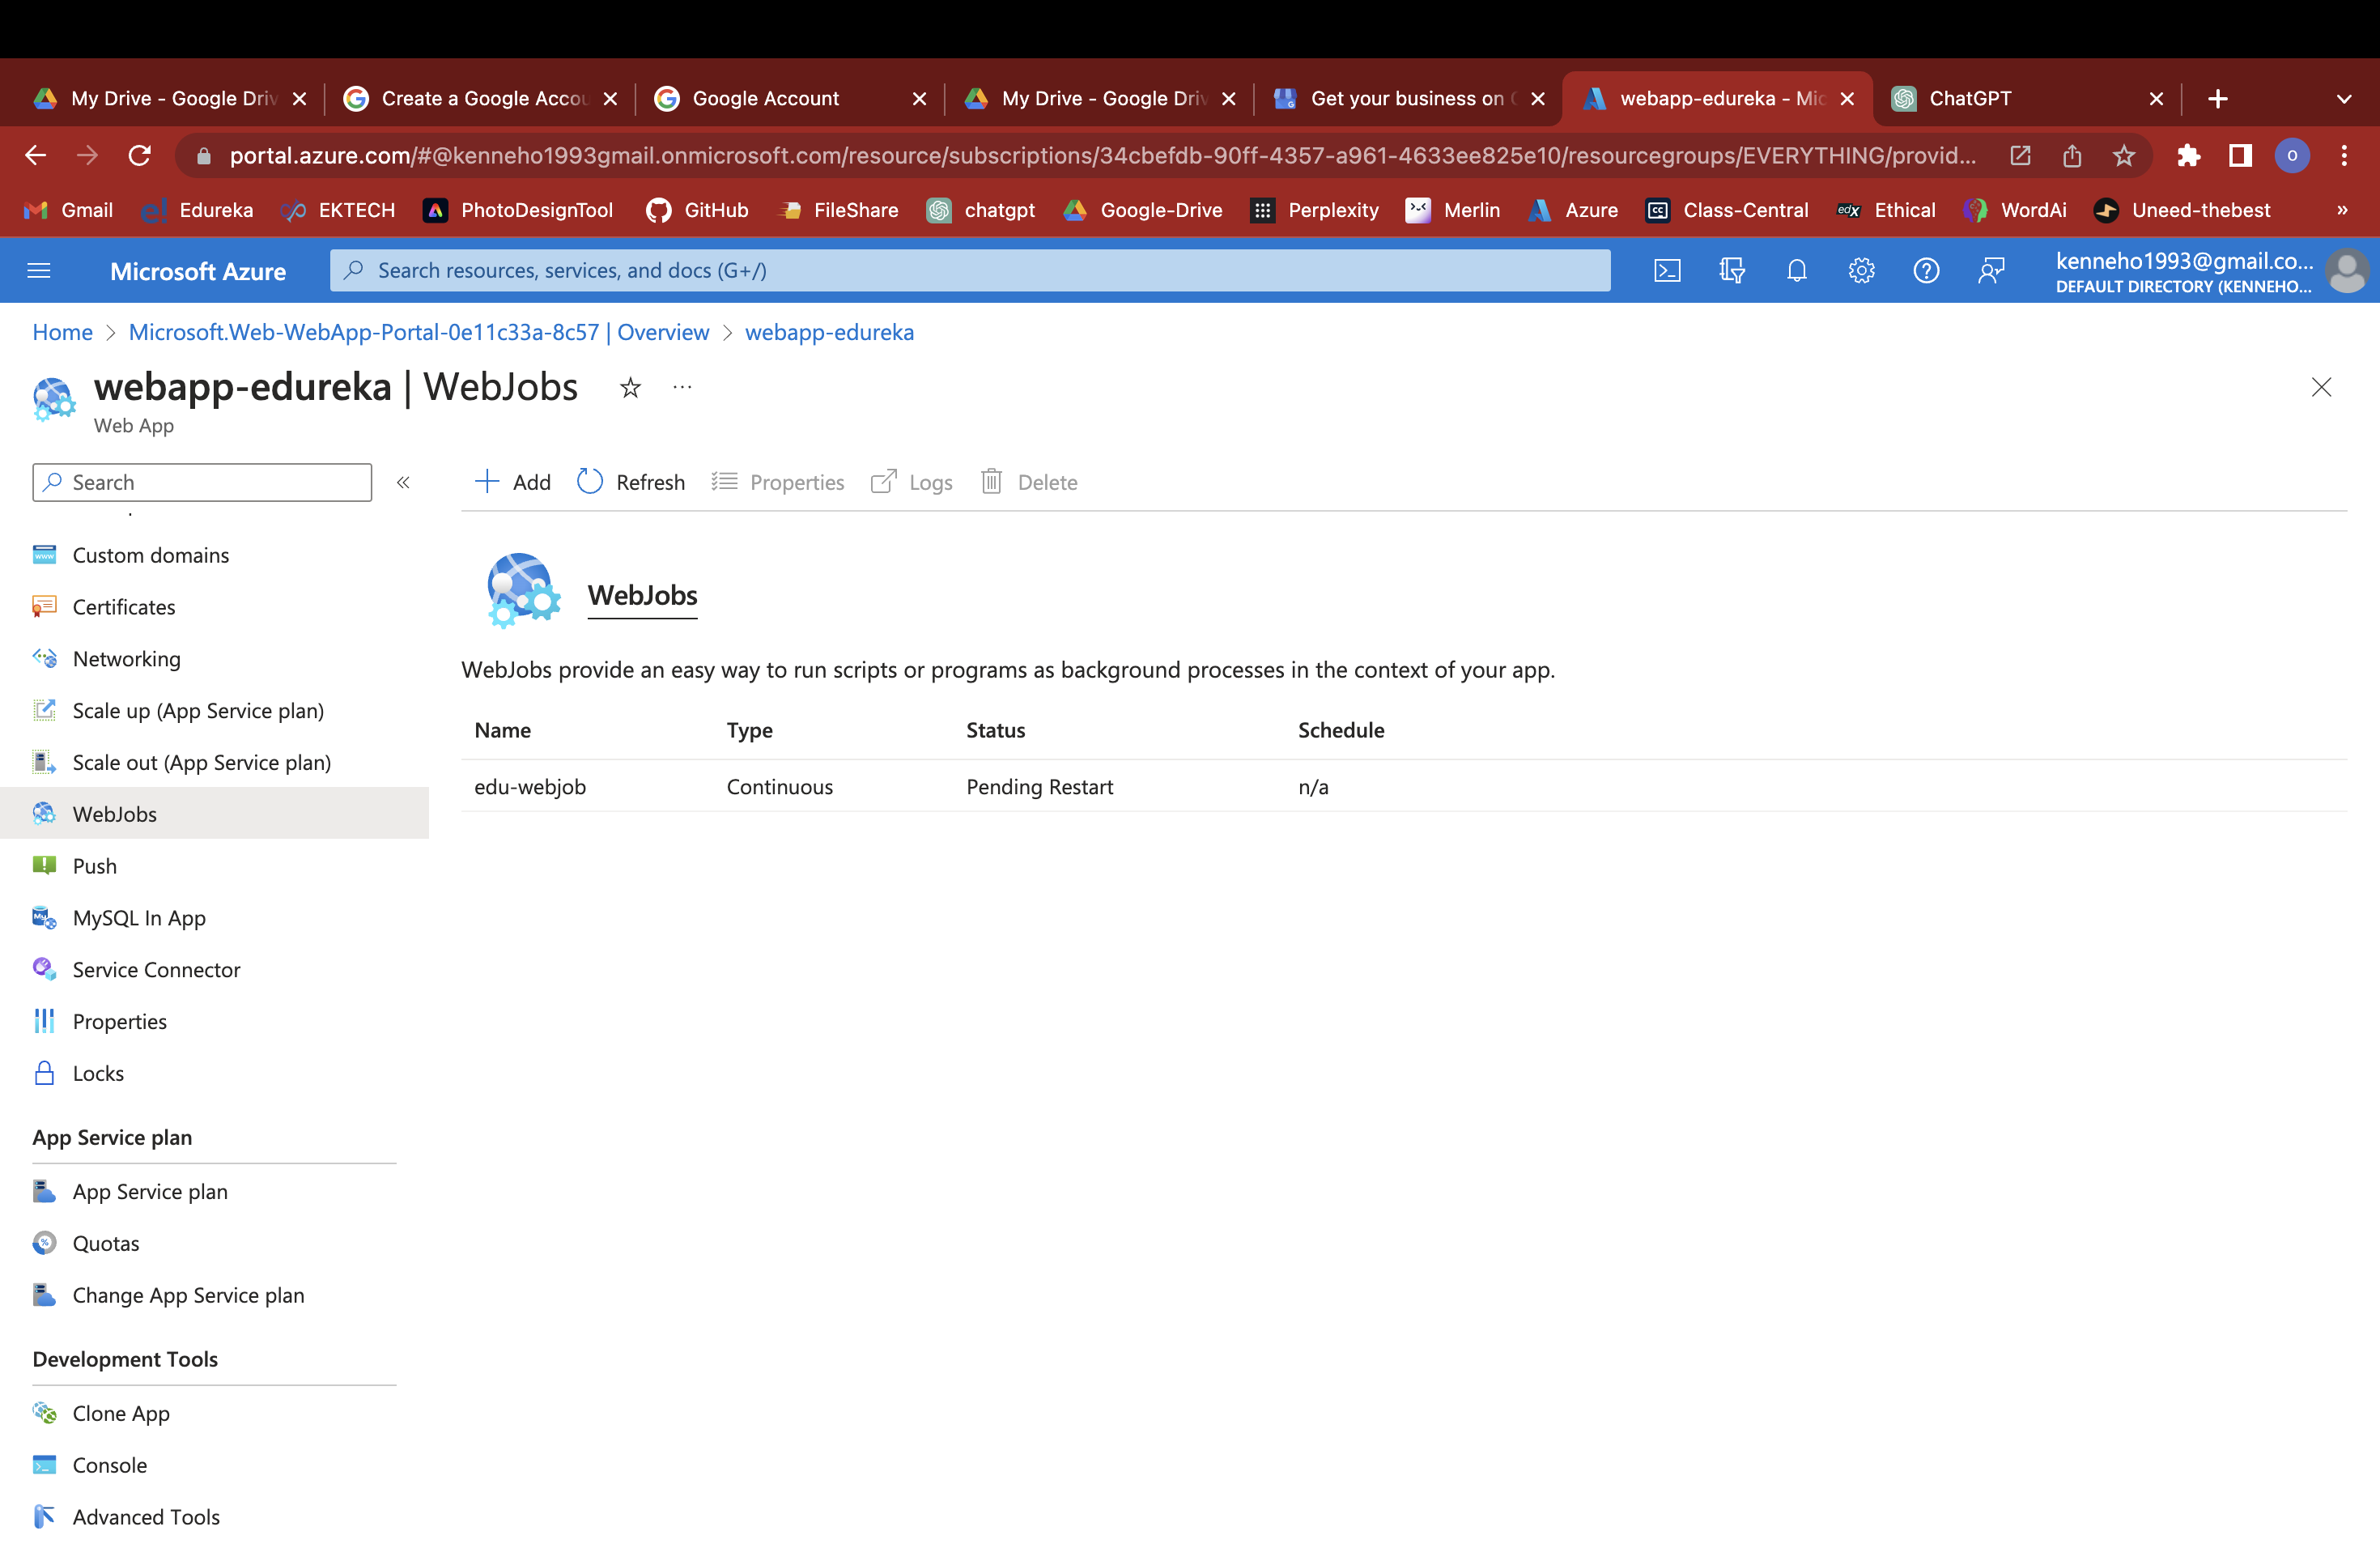 My Drive - Google Driv
Create a Google Accou
Google Account
My Drive - Google Driv
Get your business on G
webapp-edureka - Mic
ChatGPT
portal.azure.com/#@kenneho1993gmail.onmicrosoft.com/resource/subscriptions/34cbefdb-90ff-4357-a961-4633ee825e10/resourcegroups/EVERYTHING/provid...
O
Gmail
Edureka
EKTECH
PhotoDesignTool
GitHub
FileShare
chatgpt
Google-Drive
Perplexity
Merlin
Azure
Class-Central
Ethical
WordAi
Uneed-thebest
»
Microsoft Azure
Search resources, services, and docs (G+/)
kenneho1993@gmail.co...
DEFAULT DIRECTORY (KENNEHO...
Home > Microsoft.Web-WebApp-Portal-0e11c33a-8c57 | Overview > webapp-edureka
webapp-edureka | WebJobs
...
Web App
Search
«
Add
Refresh
Properties
Logs
Delete
Custom domains
Certificates
Networking
Scale up (App Service plan)
Scale out (App Service plan)
WebJobs
Push
MySQL In App
Service Connector
Properties
Locks
App Service plan
App Service plan
Quotas
Change App Service plan
Development Tools
Clone App
Console
Advanced Tools
WebJobs
WebJobs provide an easy way to run scripts or programs as background processes in the context of your app.
Name Type Status Schedule
edu-webjob Continuous Pending Restart n/a